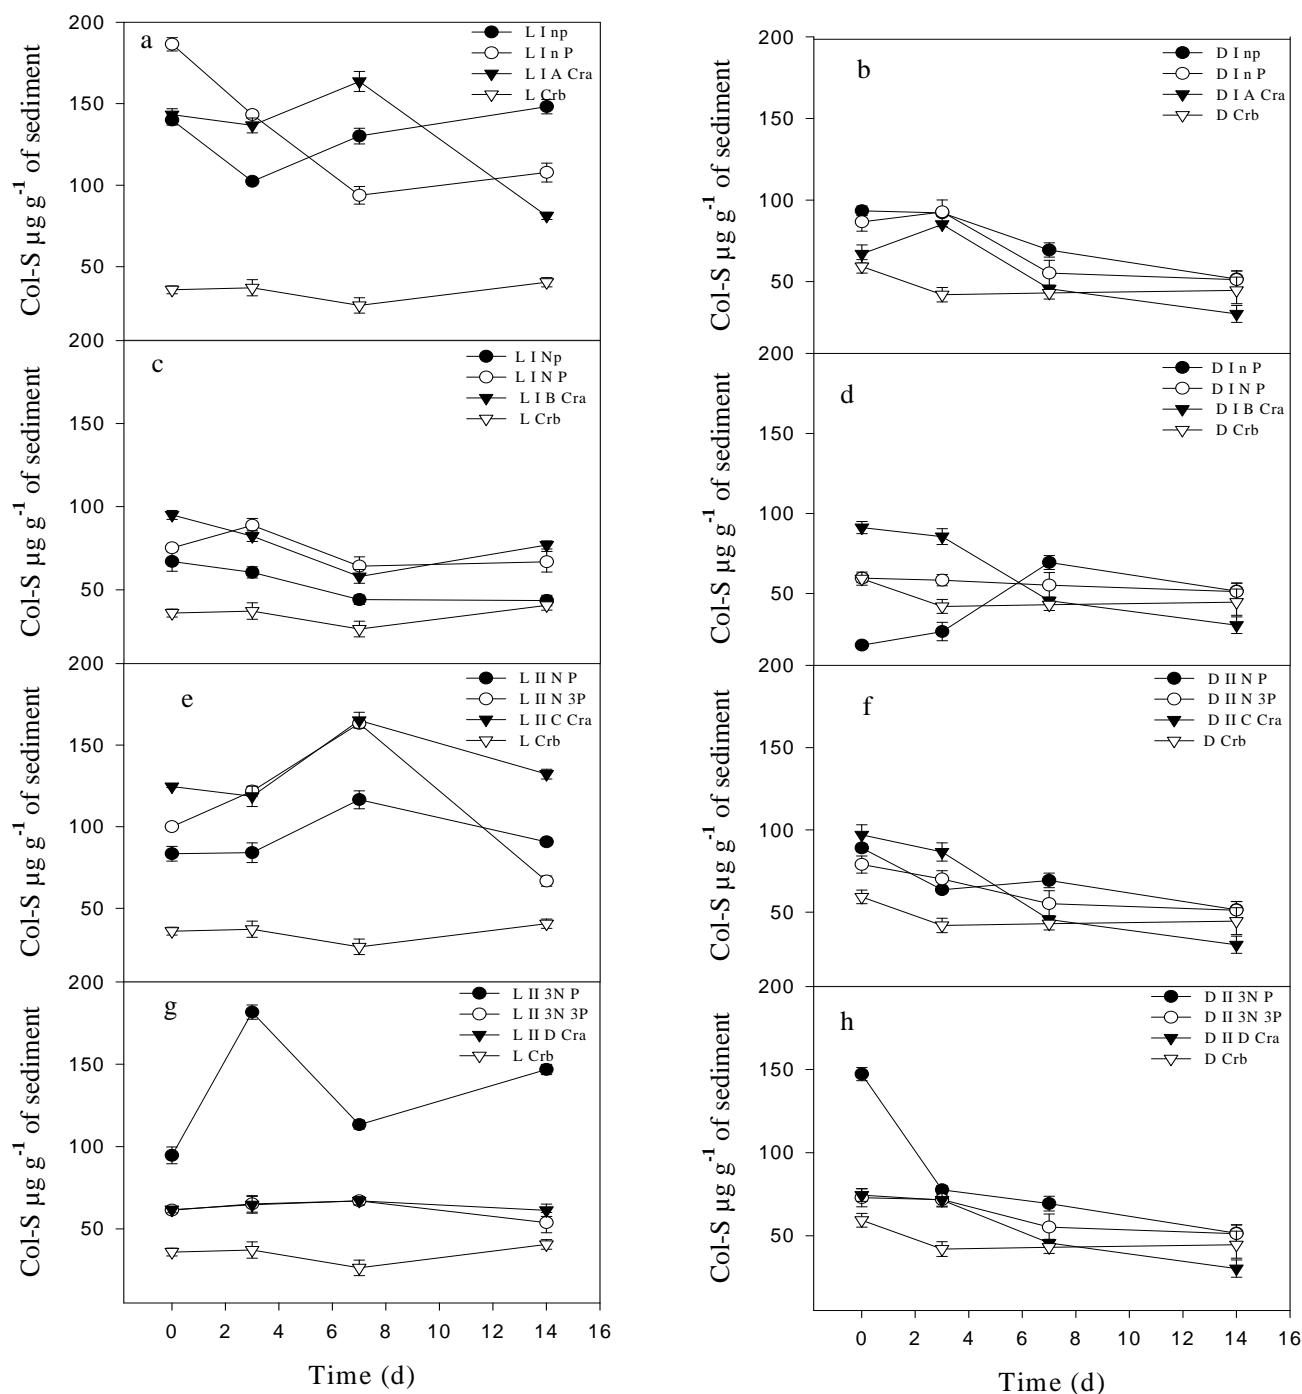 a
Col-S µg g-1 of sediment
200
150
100
50
L I np
L I n P
L I A Cra
L Crb
b
Col-S µg g-1 of sediment
200
150
100
50
D I np
D I n P
D I A Cra
D Crb
c
Col-S µg g-1 of sediment
200
150
100
50
L I Np
L I N P
L I B Cra
L Crb
d
Col-S µg g-1 of sediment
200
150
100
50
D I n P
D I N P
D I B Cra
D Crb
e
Col-S µg g-1 of sediment
200
150
100
50
L II N P
L II N 3P
L II C Cra
L Crb
f
Col-S µg g-1 of sediment
200
150
100
50
D II N P
D II N 3P
D II C Cra
D Crb
g
Col-S µg g-1 of sediment
200
150
100
50
L II 3N P
L II 3N 3P
L II D Cra
L Crb
0 2 4 6 8 10 12 14 16
Time (d)
h
Col-S µg g-1 of sediment
200
150
100
50
D II 3N P
D II 3N 3P
D II D Cra
D Crb
0 2 4 6 8 10 12 14 16
Time (d)